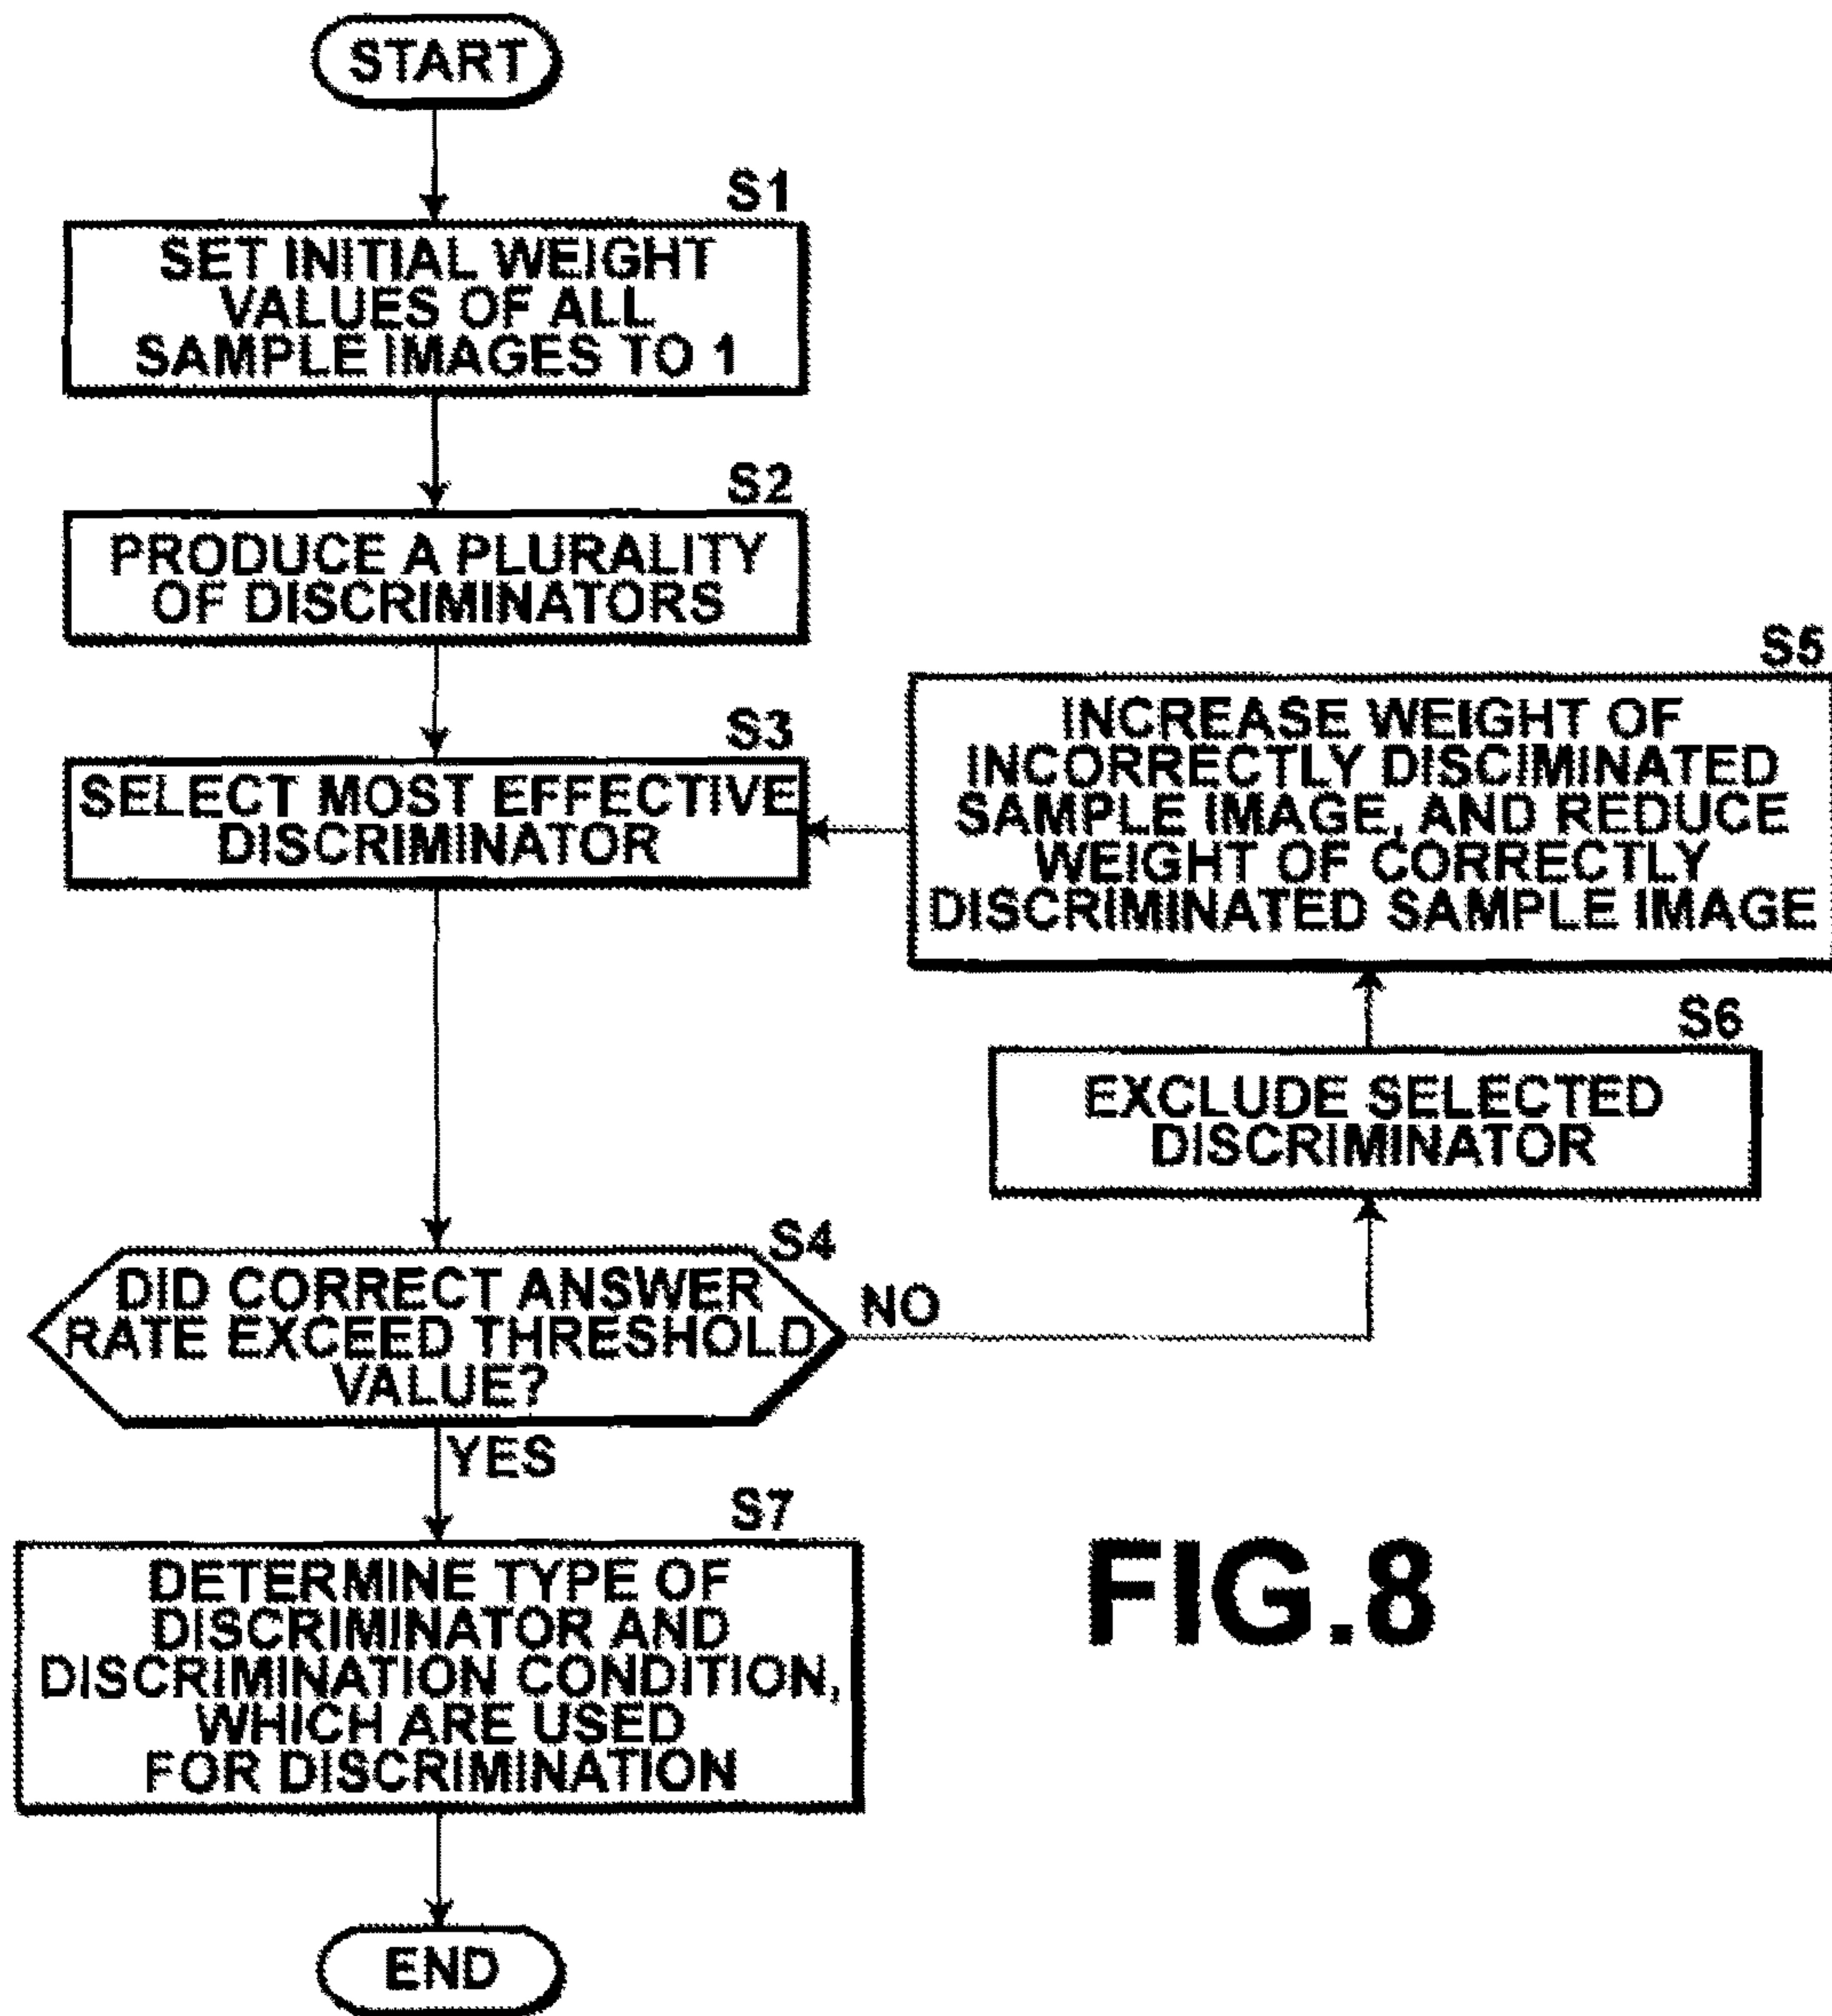 START
S1
SET INITIAL WEIGHT
VALUES OF ALL
SAMPLE IMAGES TO 1
S2
PRODUCE A PLURALITY
OF DISCRIMINATORS
S3
SELECT MOST EFFECTIVE
DISCRIMINATOR
S5
INCREASE WEIGHT OF
INCORRECTLY DISCIMINATED
SAMPLE IMAGE, AND REDUCE
WEIGHT OF CORRECTLY
DISCRIMINATED SAMPLE IMAGE
S6
EXCLUDE SELECTED
DISCRIMINATOR
S4
DID CORRECT ANSWER
RATE EXCEED THRESHOLD
VALUE?
NO
YES
S7
DETERMINE TYPE OF
DISCRIMINATOR AND
DISCRIMINATION CONDITION,
WHICH ARE USED
FOR DISCRIMINATION
FIG.8
END